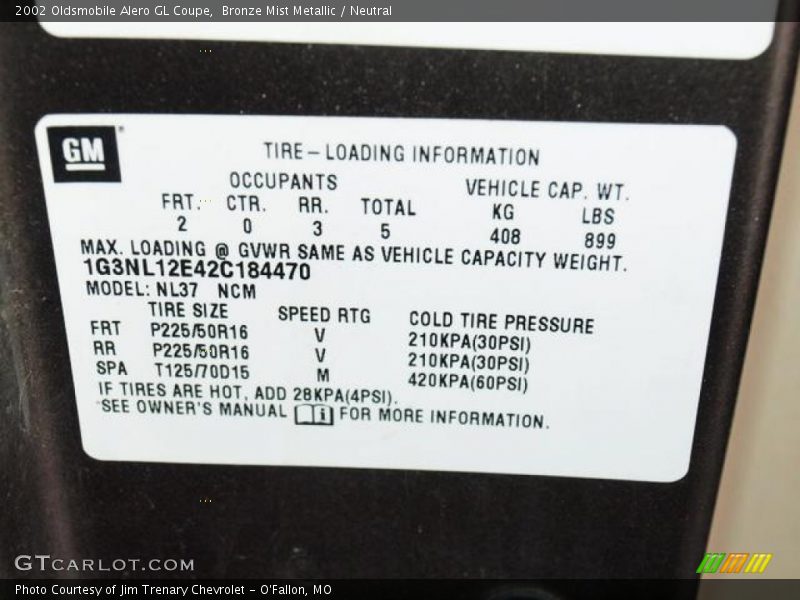 2002 Oldsmobile Alero GL Coupe, Bronze Mist Metallic / Neutral
GM
TIRE-LOADING INFORMATION
OCCUPANTS VEHICLE CAP. WT.
FRT. CTR. RR. TOTAL KG LBS
2 0 3 5 408 899
MAX. LOADING @ GVWR SAME AS VEHICLE CAPACITY WEIGHT.
1G3NL12E42C184470
MODEL: NL37 NCM
TIRE SIZE SPEED RTG COLD TIRE PRESSURE
FRT P225/50R16 V 210KPA(30PSI)
RR P225/50R16 V 210KPA(30PSI)
SPA T125/70D15 M 420KPA(60PSI)
IF TIRES ARE HOT, ADD 28KPA(4PSI).
SEE OWNER'S MANUAL FOR MORE INFORMATION.
GTCARLOT.COM
Photo Courtesy of Jim Trenary Chevrolet - O'Fallon, MO